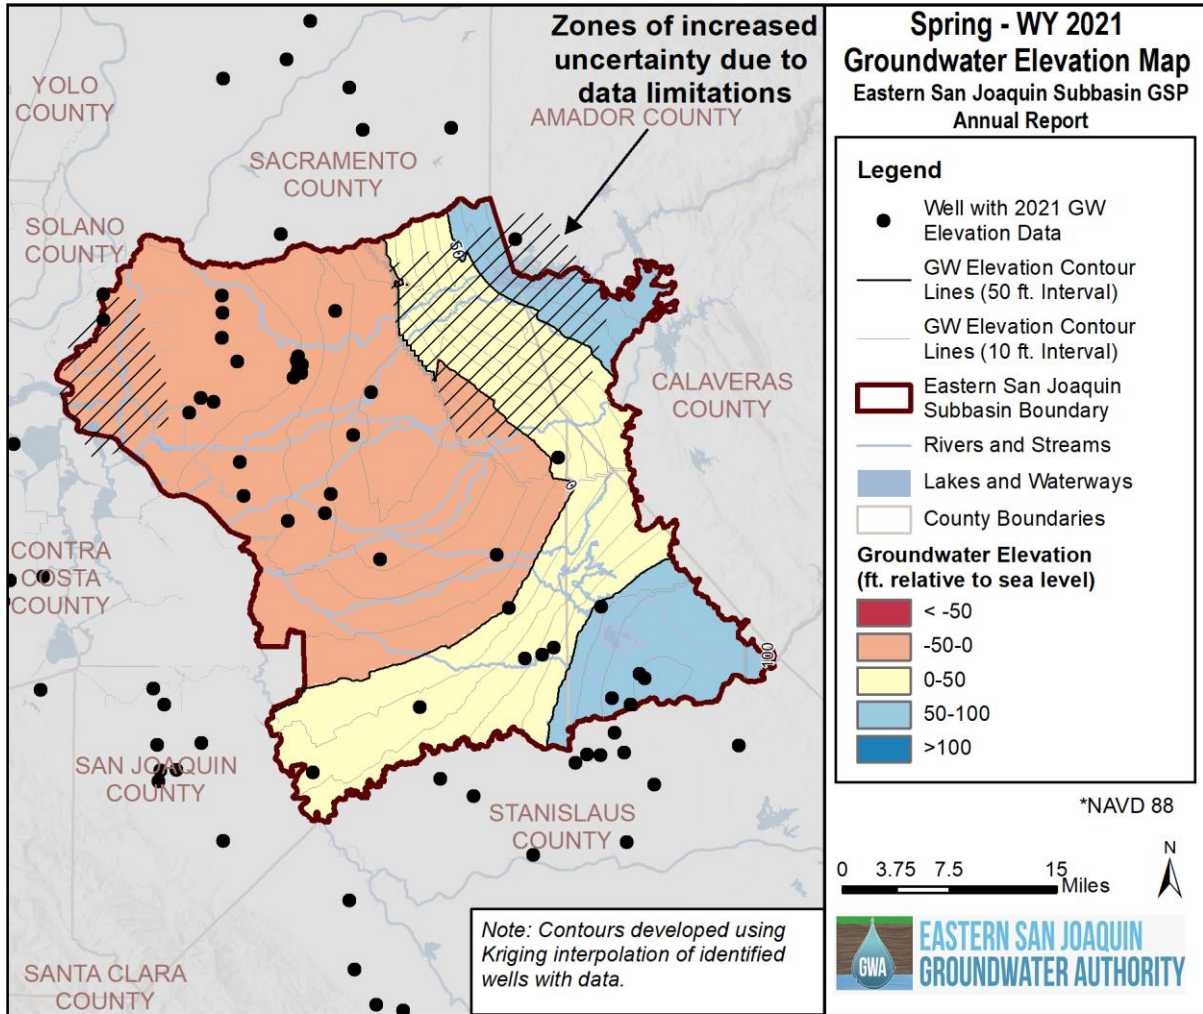 Zones of increased
uncertainty due to
data limitations
YOLO
COUNTY
AMADOR COUNTY
SACRAMENTO
COUNTY
SOLANO
COUNTY
50
CALAVERAS
COUNTY
0
CONTRA
COSTA
COUNTY
100
SAN JOAQUIN
COUNTY
STANISLAUS
COUNTY
SANTA CLARA
COUNTY
Note: Contours developed using
Kriging interpolation of identified
wells with data.
Spring - WY 2021
Groundwater Elevation Map
Eastern San Joaquin Subbasin GSP
Annual Report
Legend
Well with 2021 GW
Elevation Data
GW Elevation Contour
Lines (50 ft. Interval)
GW Elevation Contour
Lines (10 ft. Interval)
Eastern San Joaquin
Subbasin Boundary
Rivers and Streams
Lakes and Waterways
County Boundaries
Groundwater Elevation
(ft. relative to sea level)
< -50
-50-0
0-50
50-100
>100
*NAVD 88
N
0 3.75 7.5 15
Miles
GWA
EASTERN SAN JOAQUIN
GROUNDWATER AUTHORITY